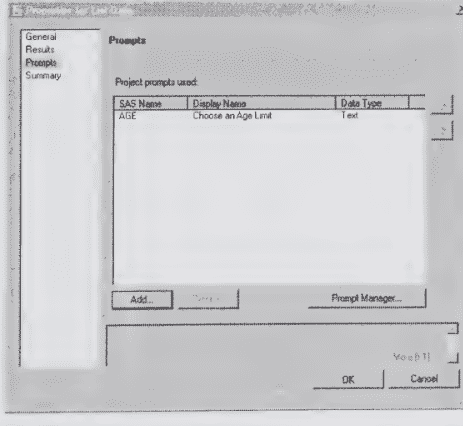 General
Results
Prompts
Summary
Prompts
Project prompts used:
SAS Name Display Name Data Type
AGE Choose an Age Limit Text
Add...
Prompt Manager...
OK Cancel